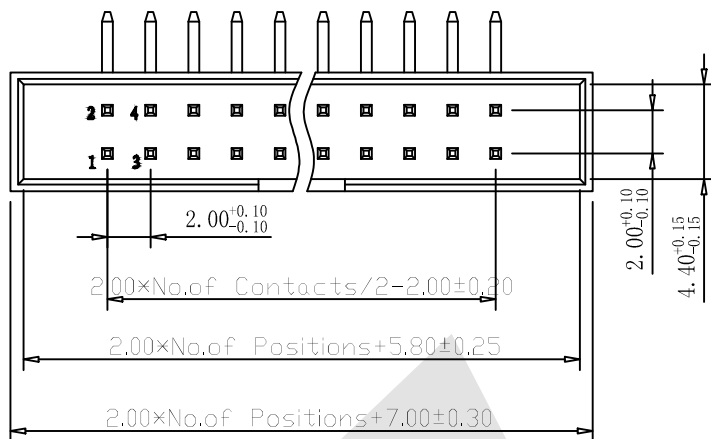 2 4
1 3
2.00+0.10-0.10
2.00×No.of Contacts/2-2.00±0.20
2.00×No.of Positions+5.80±0.25
2.00×No.of Positions+7.00±0.30
2.00+0.10-0.10
4.40+0.15-0.15